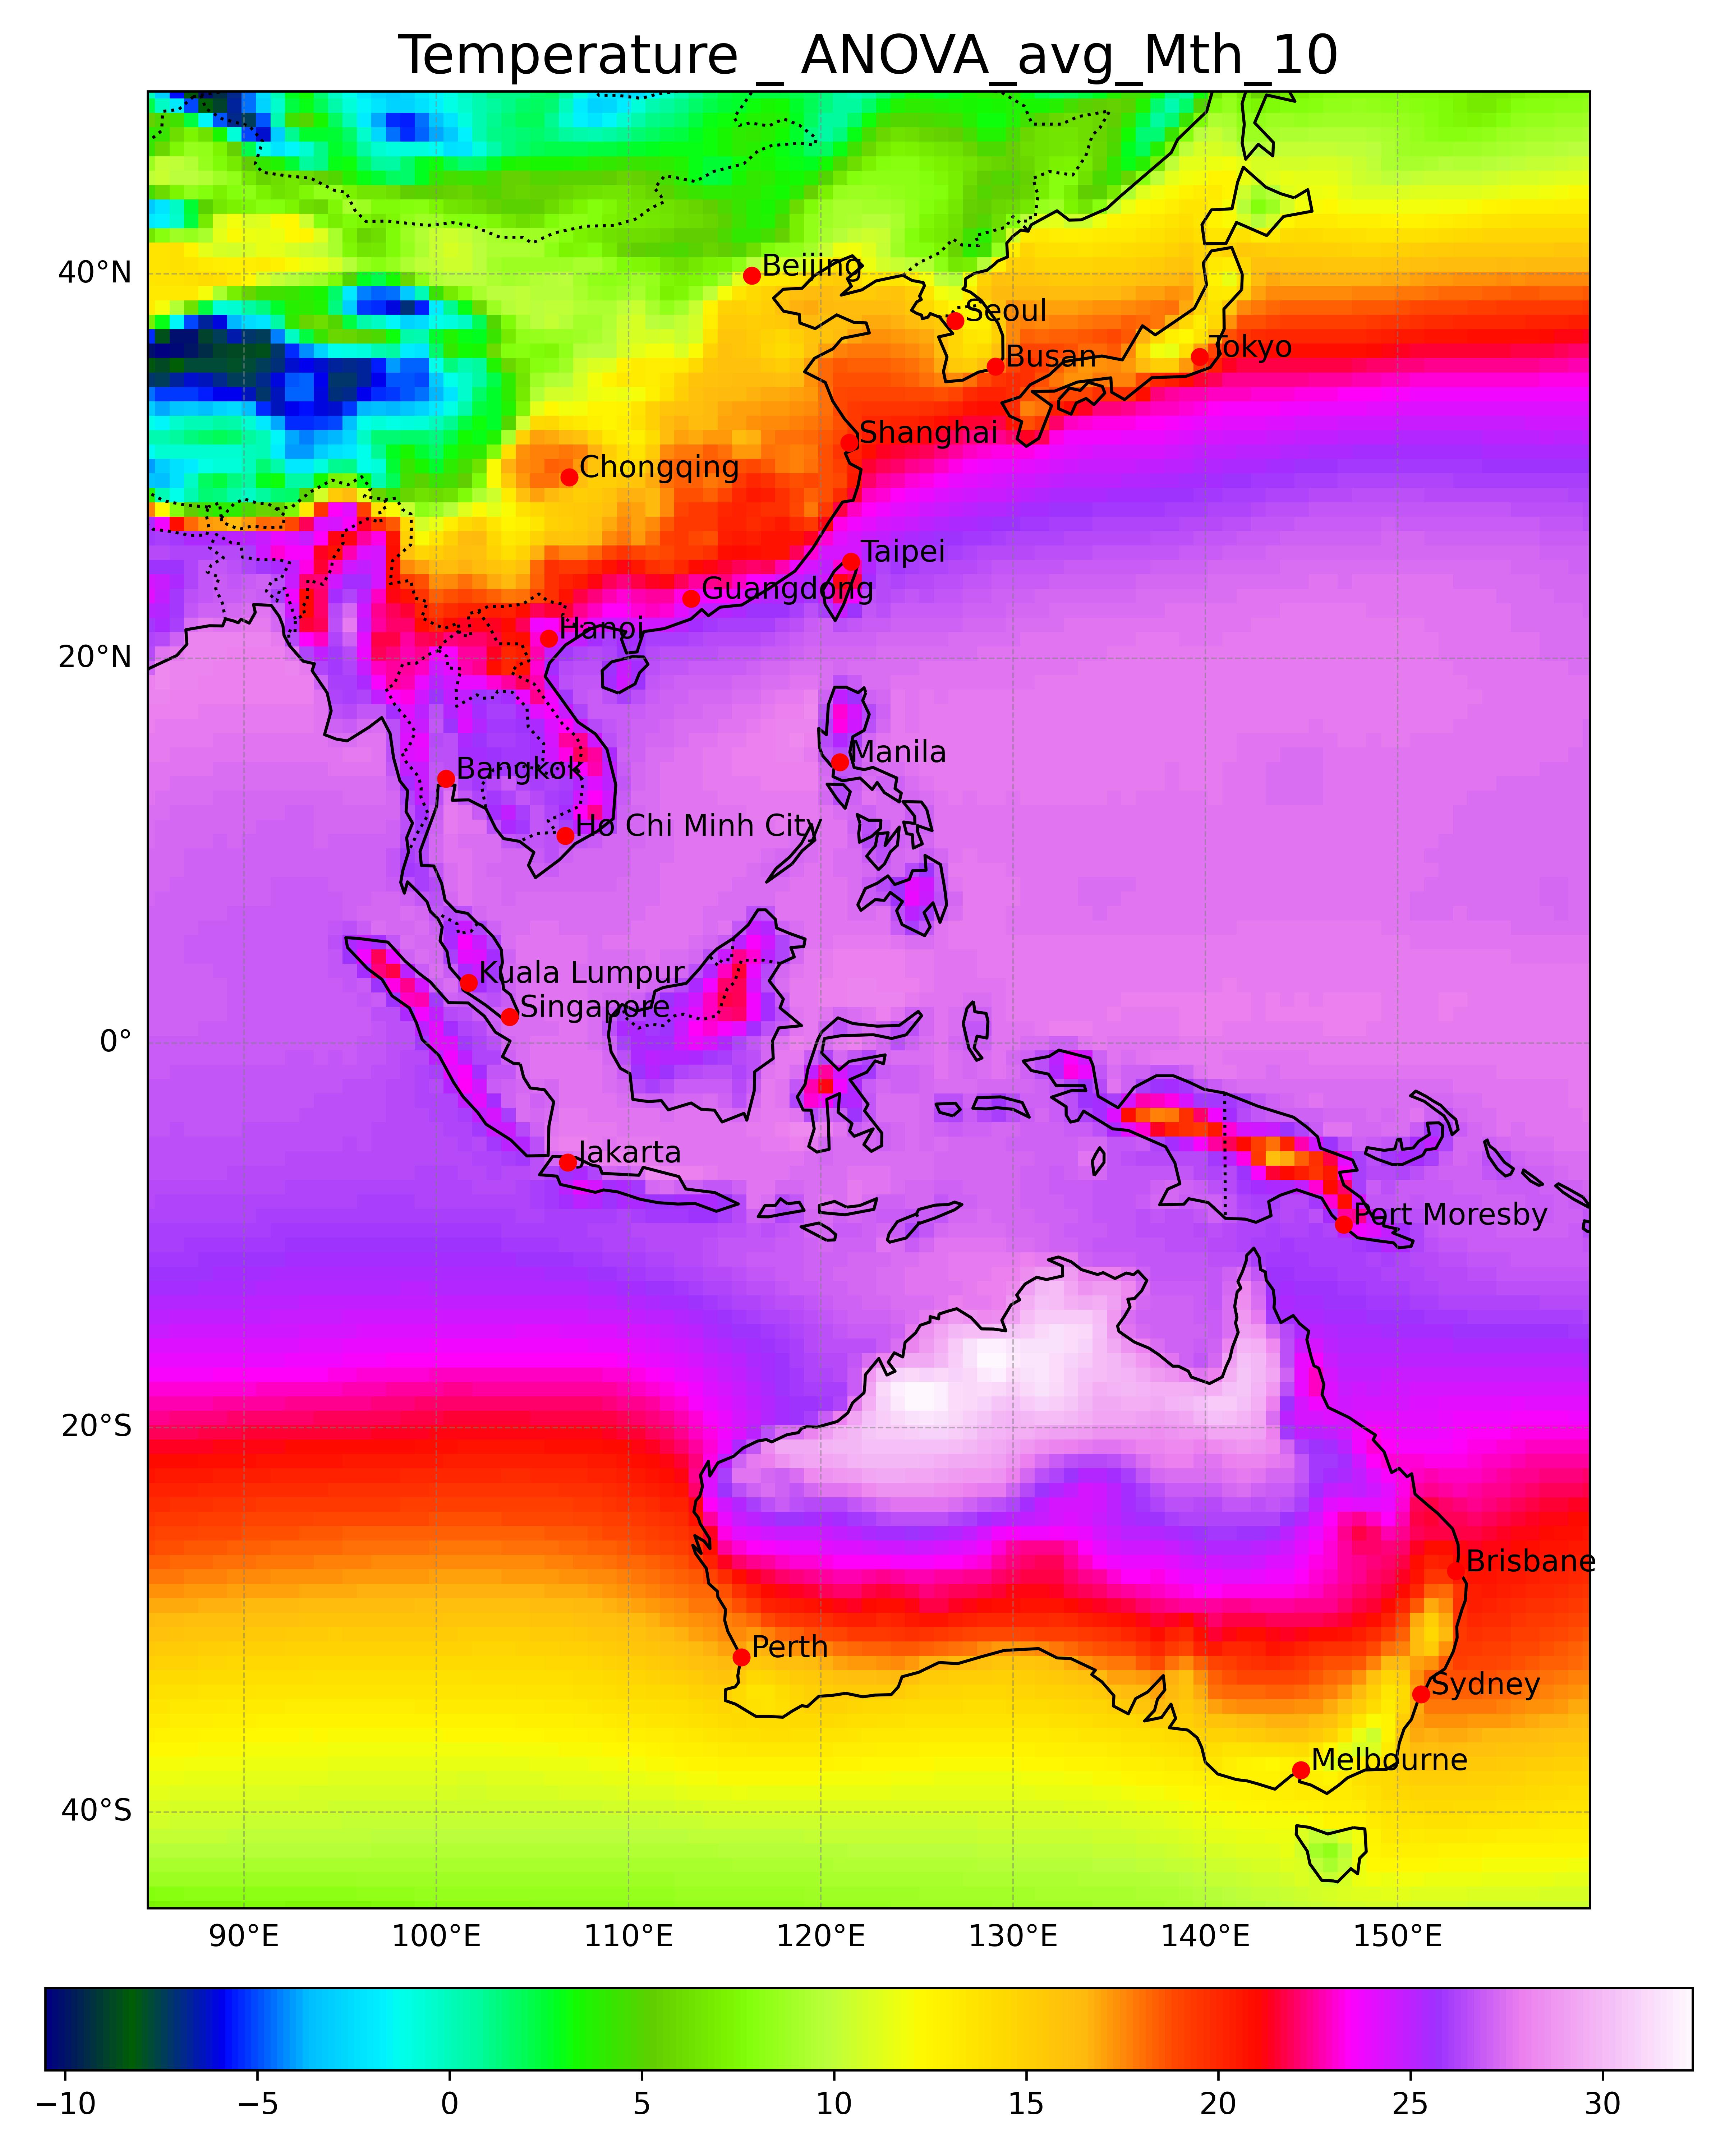 Temperature _ ANOVA_avg_Mth_10
40°N
20°N
0°
20°S
40°S
Beijing
Seoul
Busan
Tokyo
Shanghai
Chongqing
Taipei
Guangdong
Hanoi
Manila
Bangkok
Ho Chi Minh City
Kuala Lumpur
Singapore
Jakarta
Port Moresby
Brisbane
Perth
Sydney
Melbourne
90°E 100°E 110°E 120°E 130°E 140°E 150°E
−10 −5 0 5 10 15 20 25 30